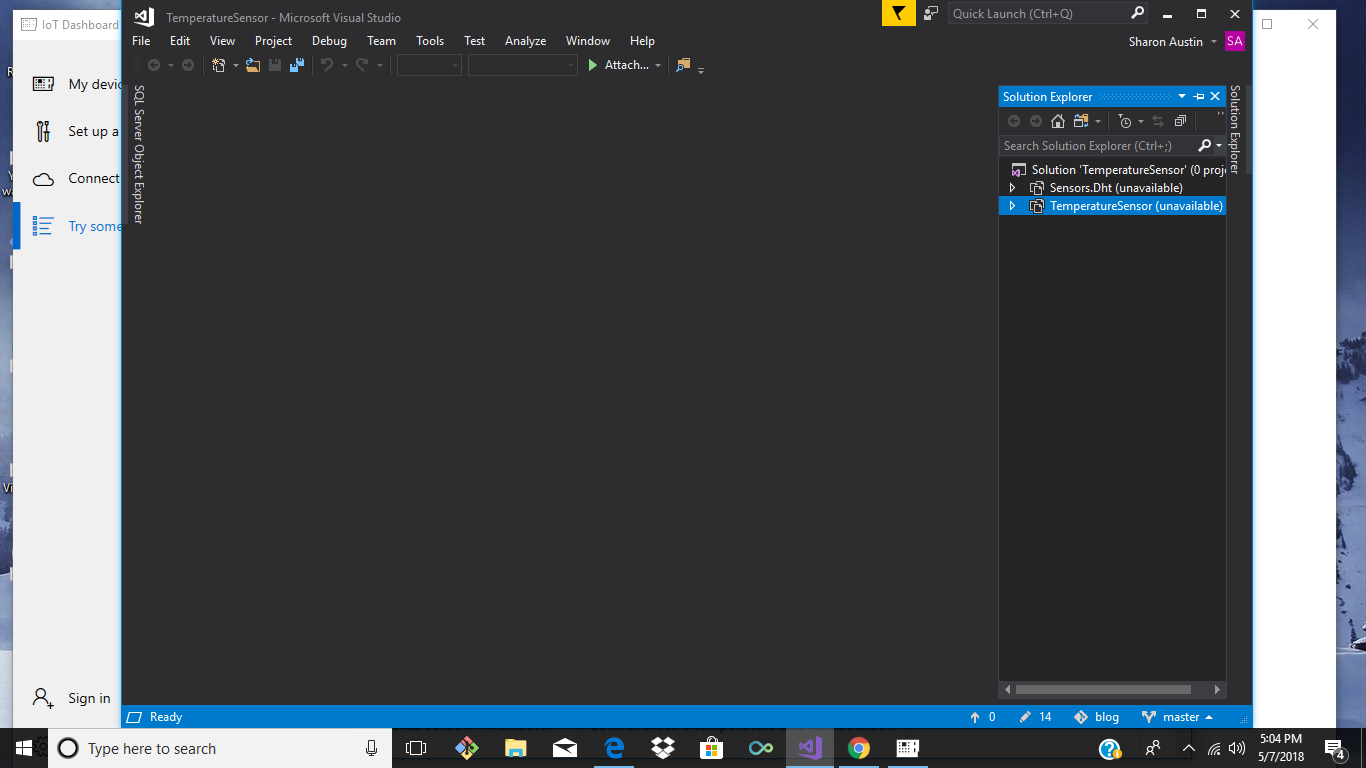 IoT Dashboard
My devic
Set up a
Connect
Try some
Sign in
TemperatureSensor - Microsoft Visual Studio
Quick Launch (Ctrl+Q)
File Edit View Project Debug Team Tools Test Analyze Window Help
Sharon Austin
SA
Attach...
SQL Server Object Explorer
Solution Explorer
Search Solution Explorer (Ctrl+;)
Solution 'TemperatureSensor' (0 proje
Sensors.Dht (unavailable)
TemperatureSensor (unavailable)
Solution Explorer
Ready
0
14
blog
master
Type here to search
5:04 PM
5/7/2018
4